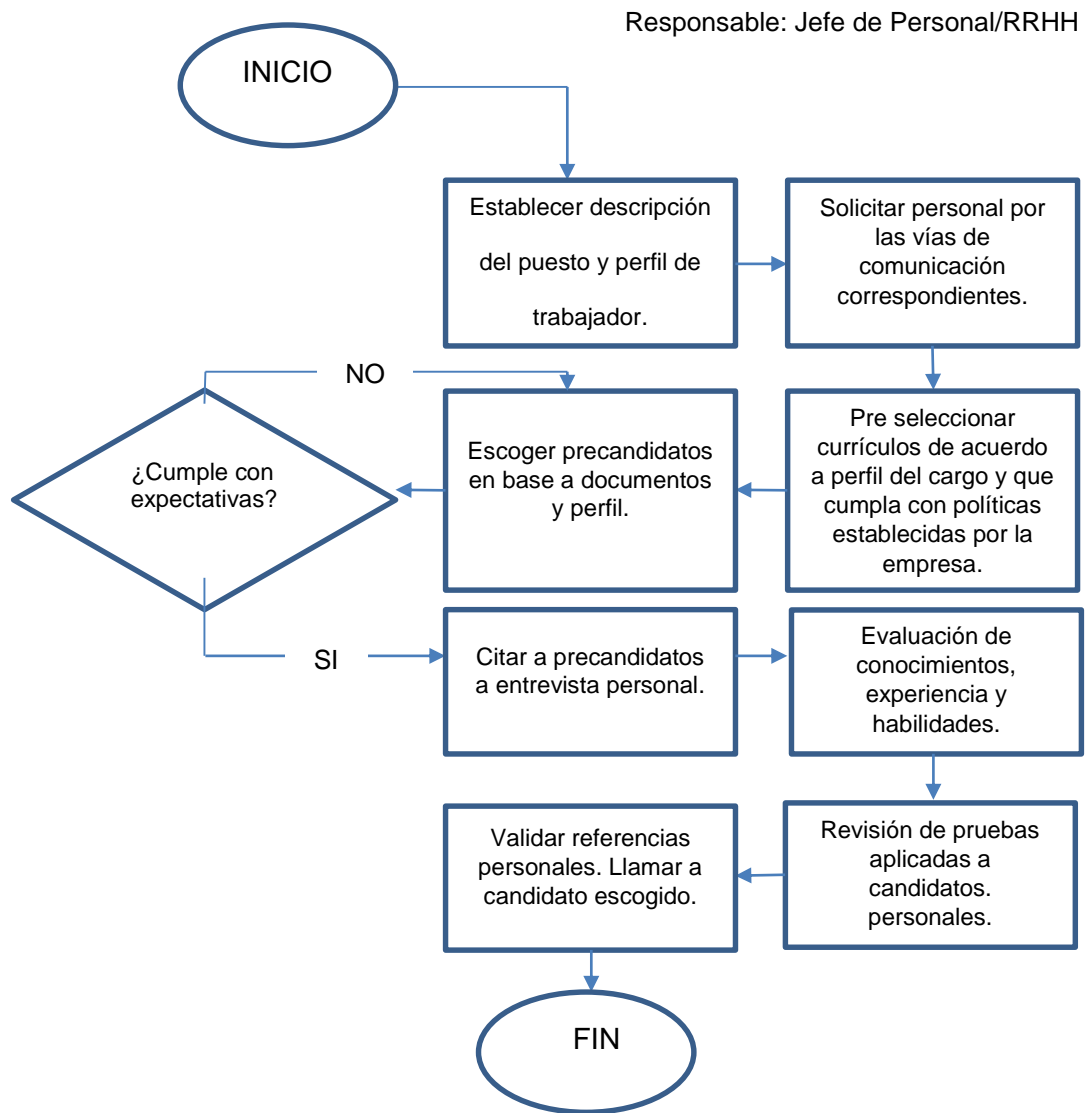 Responsable: Jefe de Personal/RRHH
INICIO
Establecer descripción
del puesto y perfil de
trabajador.
Solicitar personal por
las vías de
comunicación
correspondientes.
Pre seleccionar
currículos de acuerdo
a perfil del cargo y que
cumpla con políticas
establecidas por la
empresa.
Escoger precandidatos
en base a documentos
y perfil.
¿Cumple con
expectativas?
NO
SI
Citar a precandidatos
a entrevista personal.
Evaluación de
conocimientos,
experiencia y
habilidades.
Revisión de pruebas
aplicadas a
candidatos.
personales.
Validar referencias
personales. Llamar a
candidato escogido.
FIN